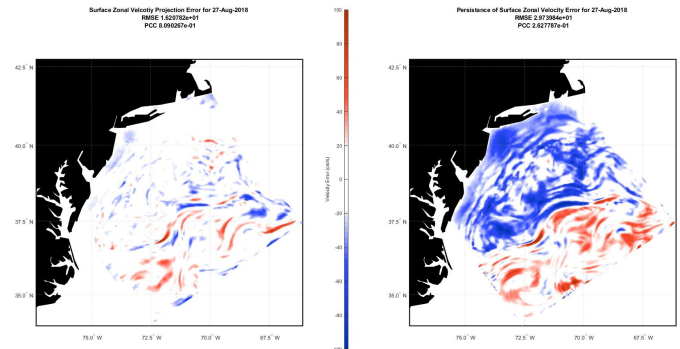 Surface Zonal Velcotiy Projection Error for 27-Aug-2018
RMSE 1.620782e+01
PCC 8.090267e-01
42.5° N
40.0° N
37.5° N
35.0° N
75.0° W
72.5° W
70.0° W
67.5° W
100
80
60
40
20
0
-20
-40
-60
-80
Velocity Error (cm/s)
Persistance of Surface Zonal Velocity Error for 27-Aug-2018
RMSE 2.973984e+01
PCC 2.627787e-01
42.5° N
40.0° N
37.5° N
35.0° N
75.0° W
72.5° W
70.0° W
67.5° W